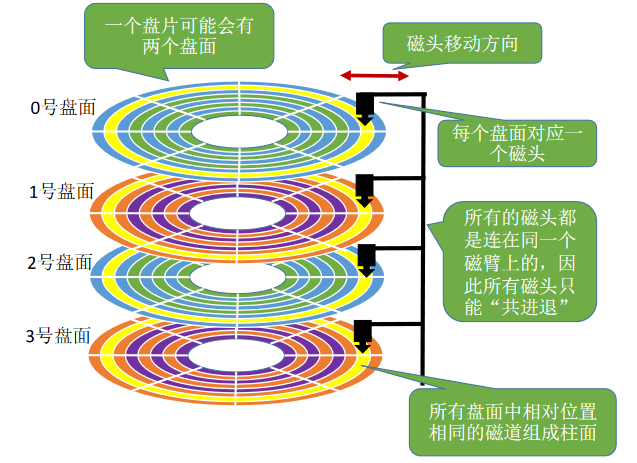 一个盘片可能会有
两个盘面
磁头移动方向
0号盘面
每个盘面对应一
个磁头
1号盘面
所有的磁头都
是连在同一个
磁臂上的，因
此所有磁头只
能“共进退”
2号盘面
3号盘面
所有盘面中相对位置
相同的磁道组成柱面